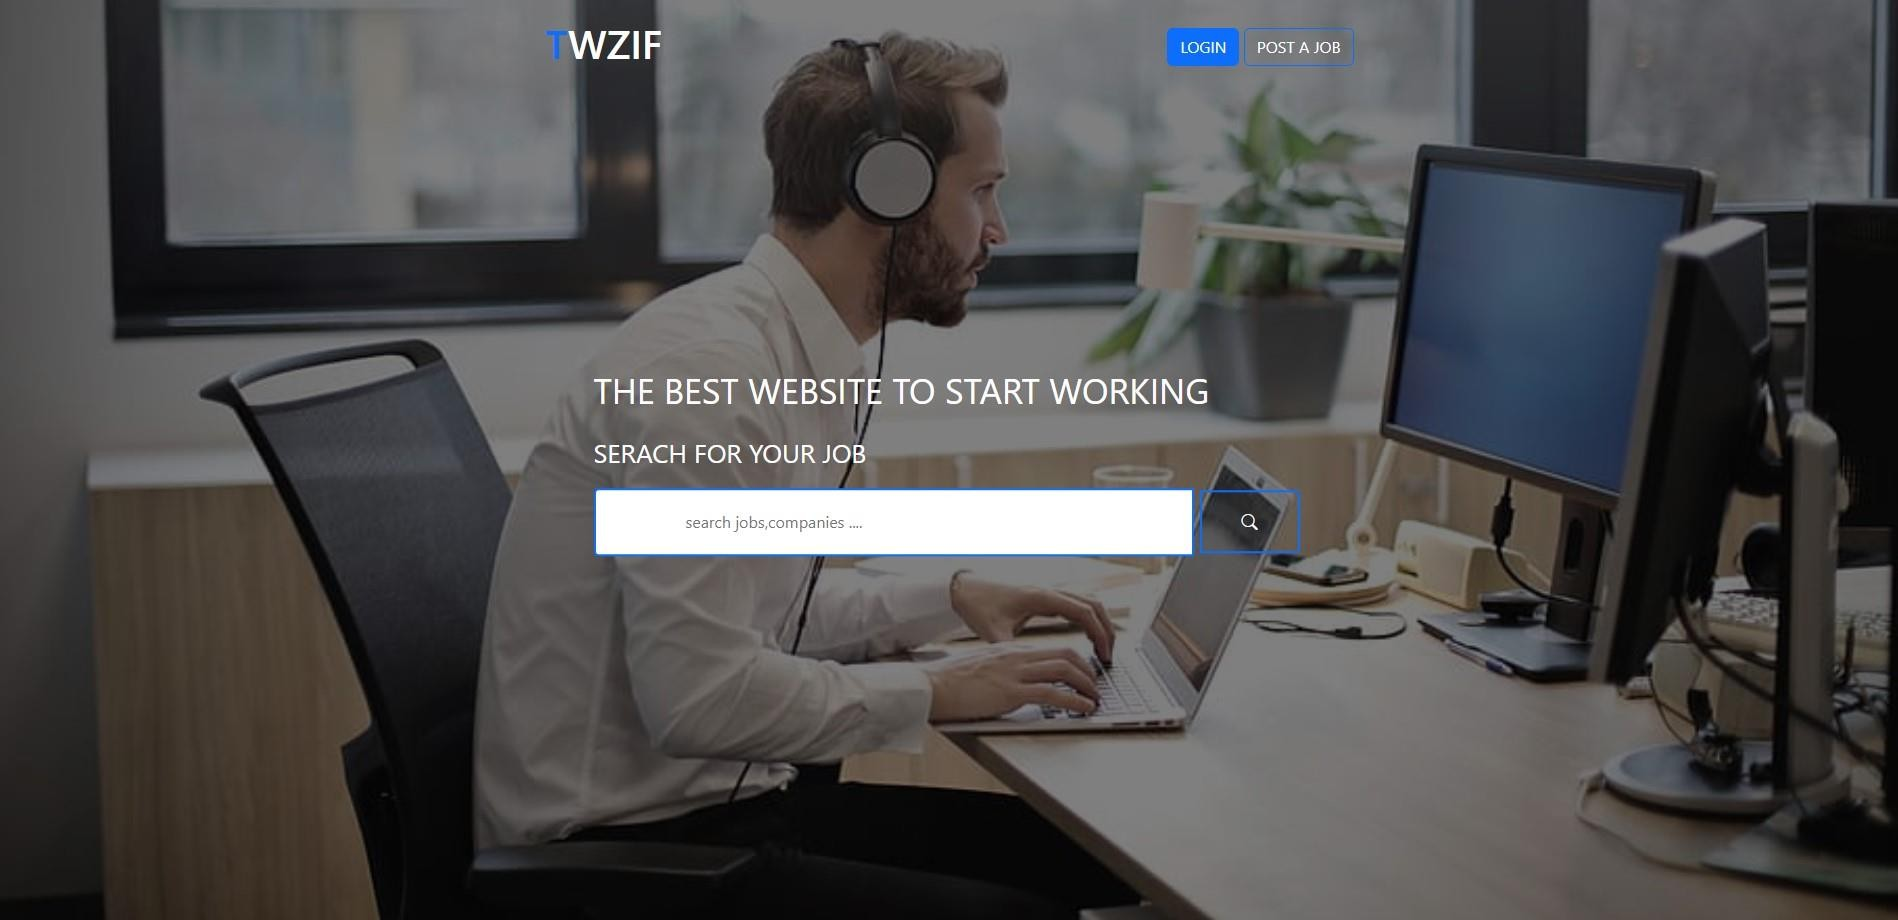 TWZIF
LOGIN
POST A JOB
THE BEST WEBSITE TO START WORKING
SERACH FOR YOUR JOB
search jobs,companies ....